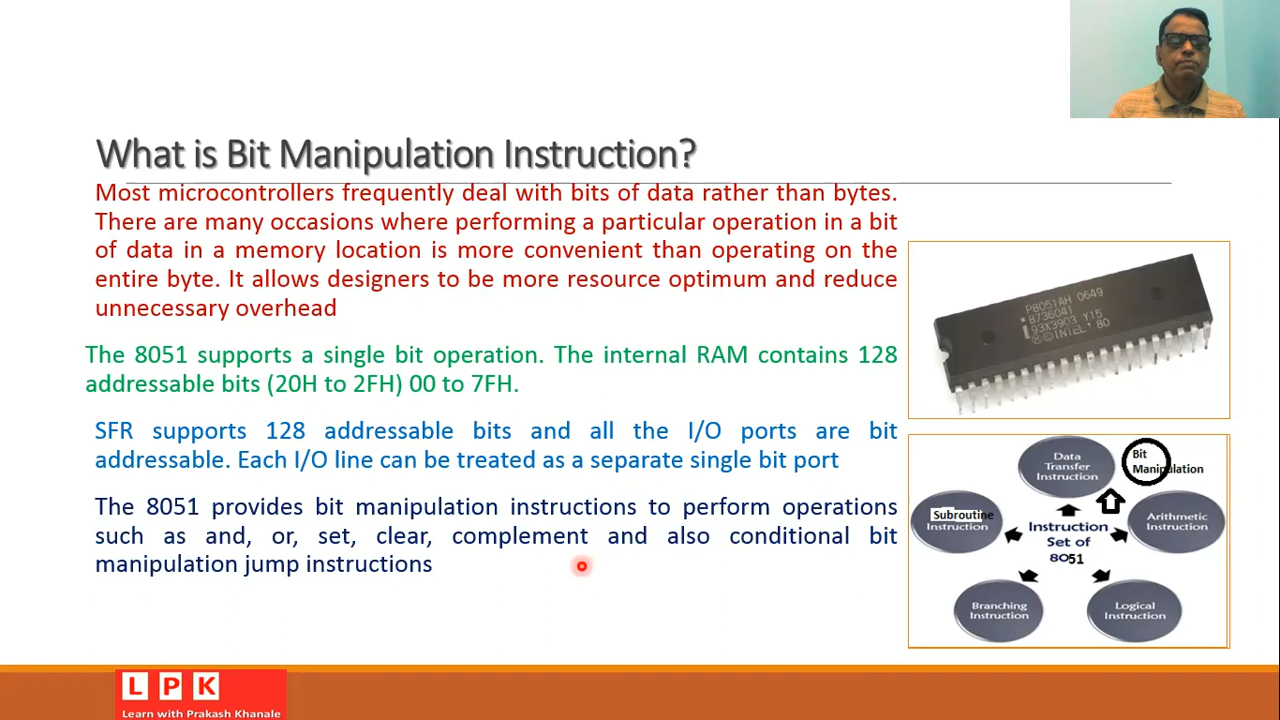 What is Bit Manipulation Instruction?
Most microcontrollers frequently deal with bits of data rather than bytes.
There are many occasions where performing a particular operation in a bit
of data in a memory location is more convenient than operating on the
entire byte. It allows designers to be more resource optimum and reduce
unnecessary overhead
The 8051 supports a single bit operation. The internal RAM contains 128
addressable bits (20H to 2FH) 00 to 7FH.
SFR supports 128 addressable bits and all the I/O ports are bit
addressable. Each I/O line can be treated as a separate single bit port
The 8051 provides bit manipulation instructions to perform operations
such as and, or, set, clear, complement and also conditional bit
manipulation jump instructions
P8051AH 0649
8736041
93X3903 Y15
©INTEL '80
Data
Transfer
Instruction
Bit
Manipulation
Subroutine
Instruction
Instruction
Set of
8051
Arithmetic
Instruction
Branching
Instruction
Logical
Instruction
L P K
Learn with Prakash Khanale